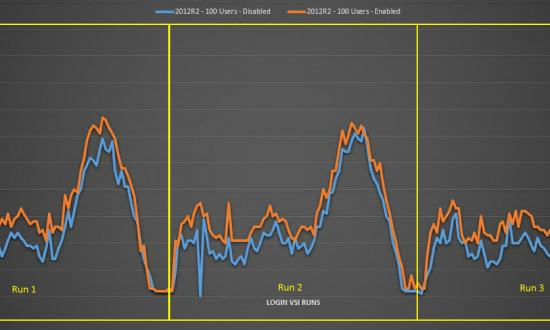 2012R2 - 100 Users - Disabled 2012R2 - 100 Users - Enabled
Run 1
Run 2
Run 3
LOGIN VSI RUNS